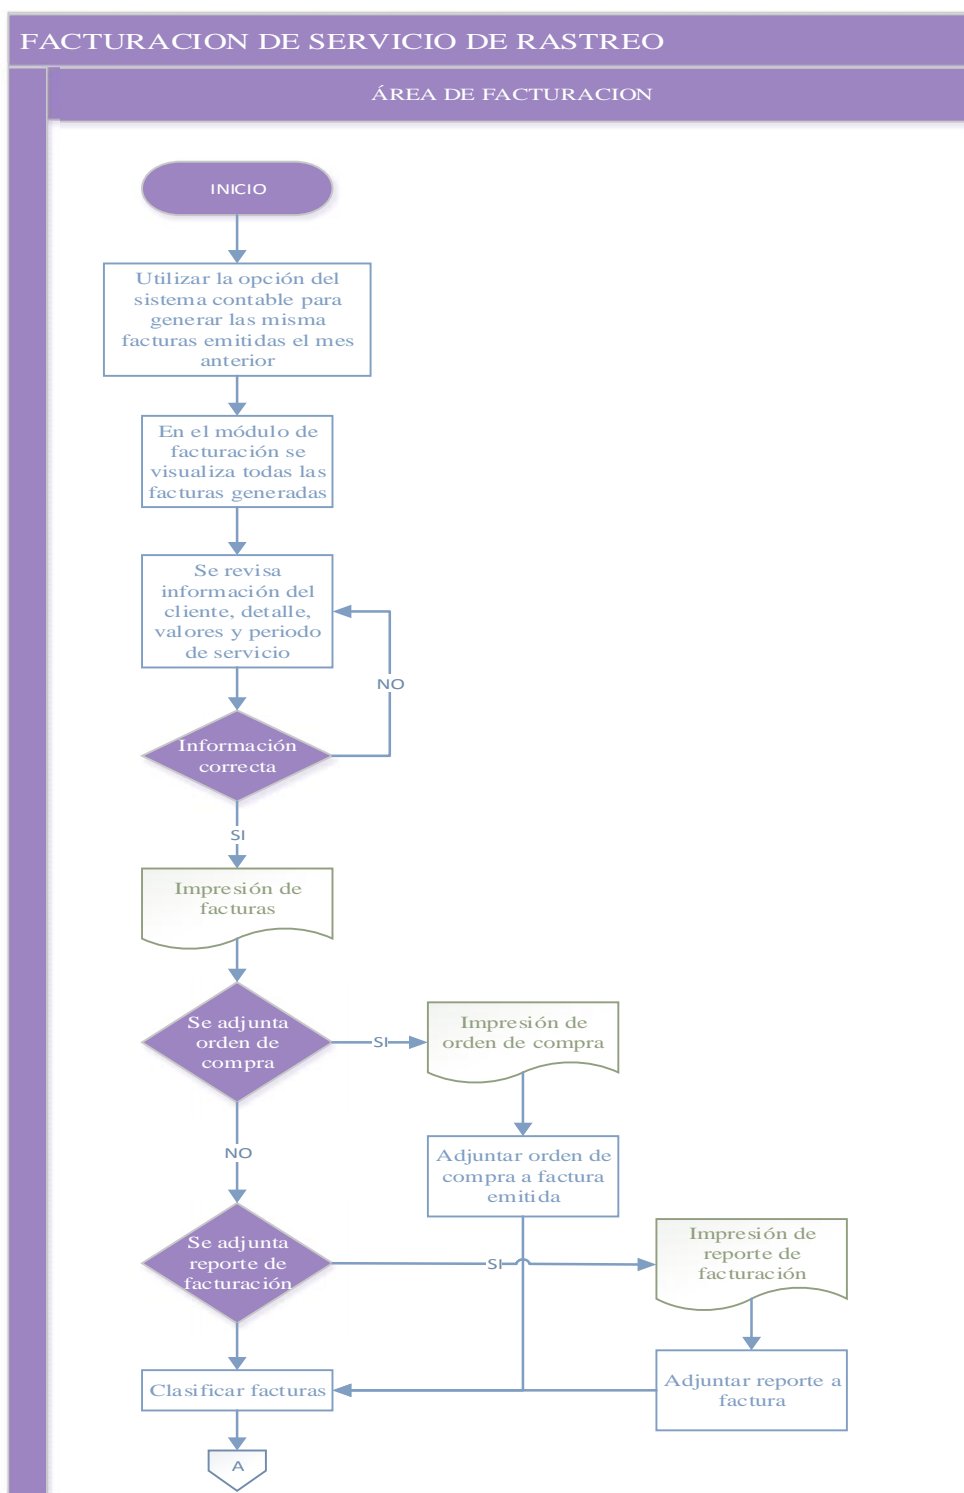 FACTURACION DE SERVICIO DE RASTREO
ÁREA DE FACTURACION
INICIO
Utilizar la opción del
sistema contable para
generar las misma
facturas emitidas el mes
anterior
En el módulo de
facturación se
visualiza todas las
facturas generadas
Se revisa
información del
cliente, detalle,
valores y periodo
de servicio
NO
Información
correcta
SI
Impresión de
facturas
Se adjunta
orden de
compra
SI
Impresión de
orden de compra
NO
Adjuntar orden de
compra a factura
emitida
Se adjunta
reporte de
facturación
SI
Impresión de
reporte de
facturación
Clasificar facturas
Adjuntar reporte a
factura
A